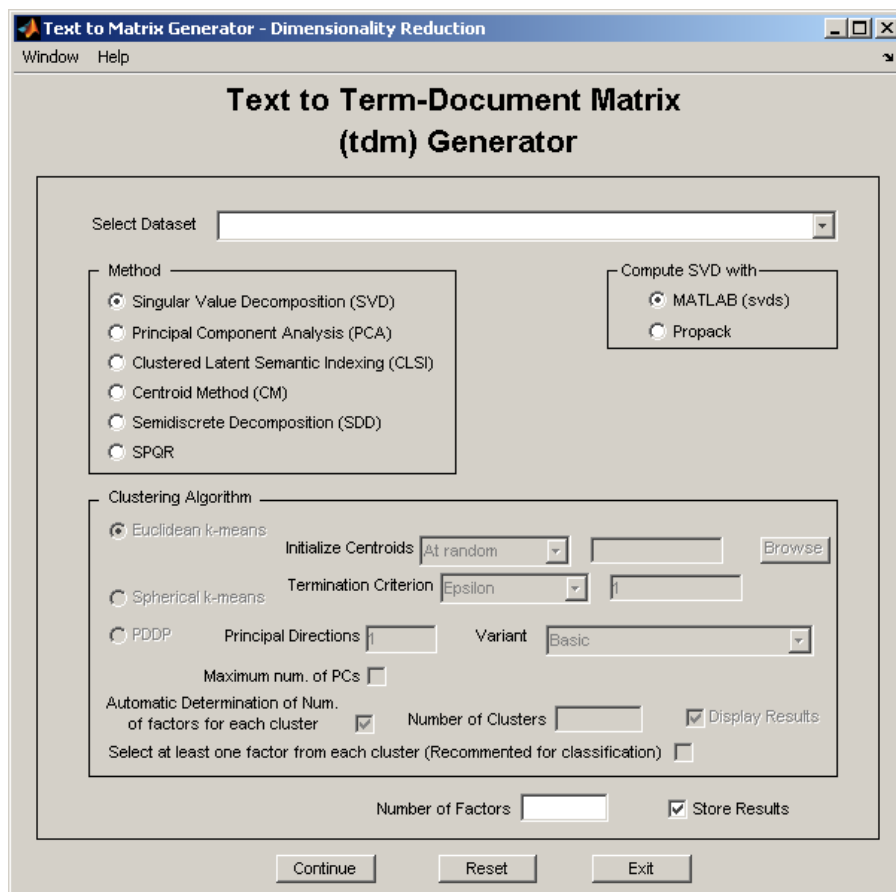 Text to Matrix Generator - Dimensionality Reduction
Window Help
Text to Term-Document Matrix
(tdm) Generator
Select Dataset
Method
Singular Value Decomposition (SVD)
Principal Component Analysis (PCA)
Clustered Latent Semantic Indexing (CLSI)
Centroid Method (CM)
Semidiscrete Decomposition (SDD)
SPQR
Compute SVD with
MATLAB (svds)
Propack
Clustering Algorithm
Euclidean k-means
Initialize Centroids At random Browse
Spherical k-means
Termination Criterion Epsilon 1
PDDP Principal Directions 1 Variant Basic
Maximum num. of PCs
Automatic Determination of Num.
of factors for each cluster Number of Clusters Display Results
Select at least one factor from each cluster (Recommented for classification)
Number of Factors Store Results
Continue Reset Exit